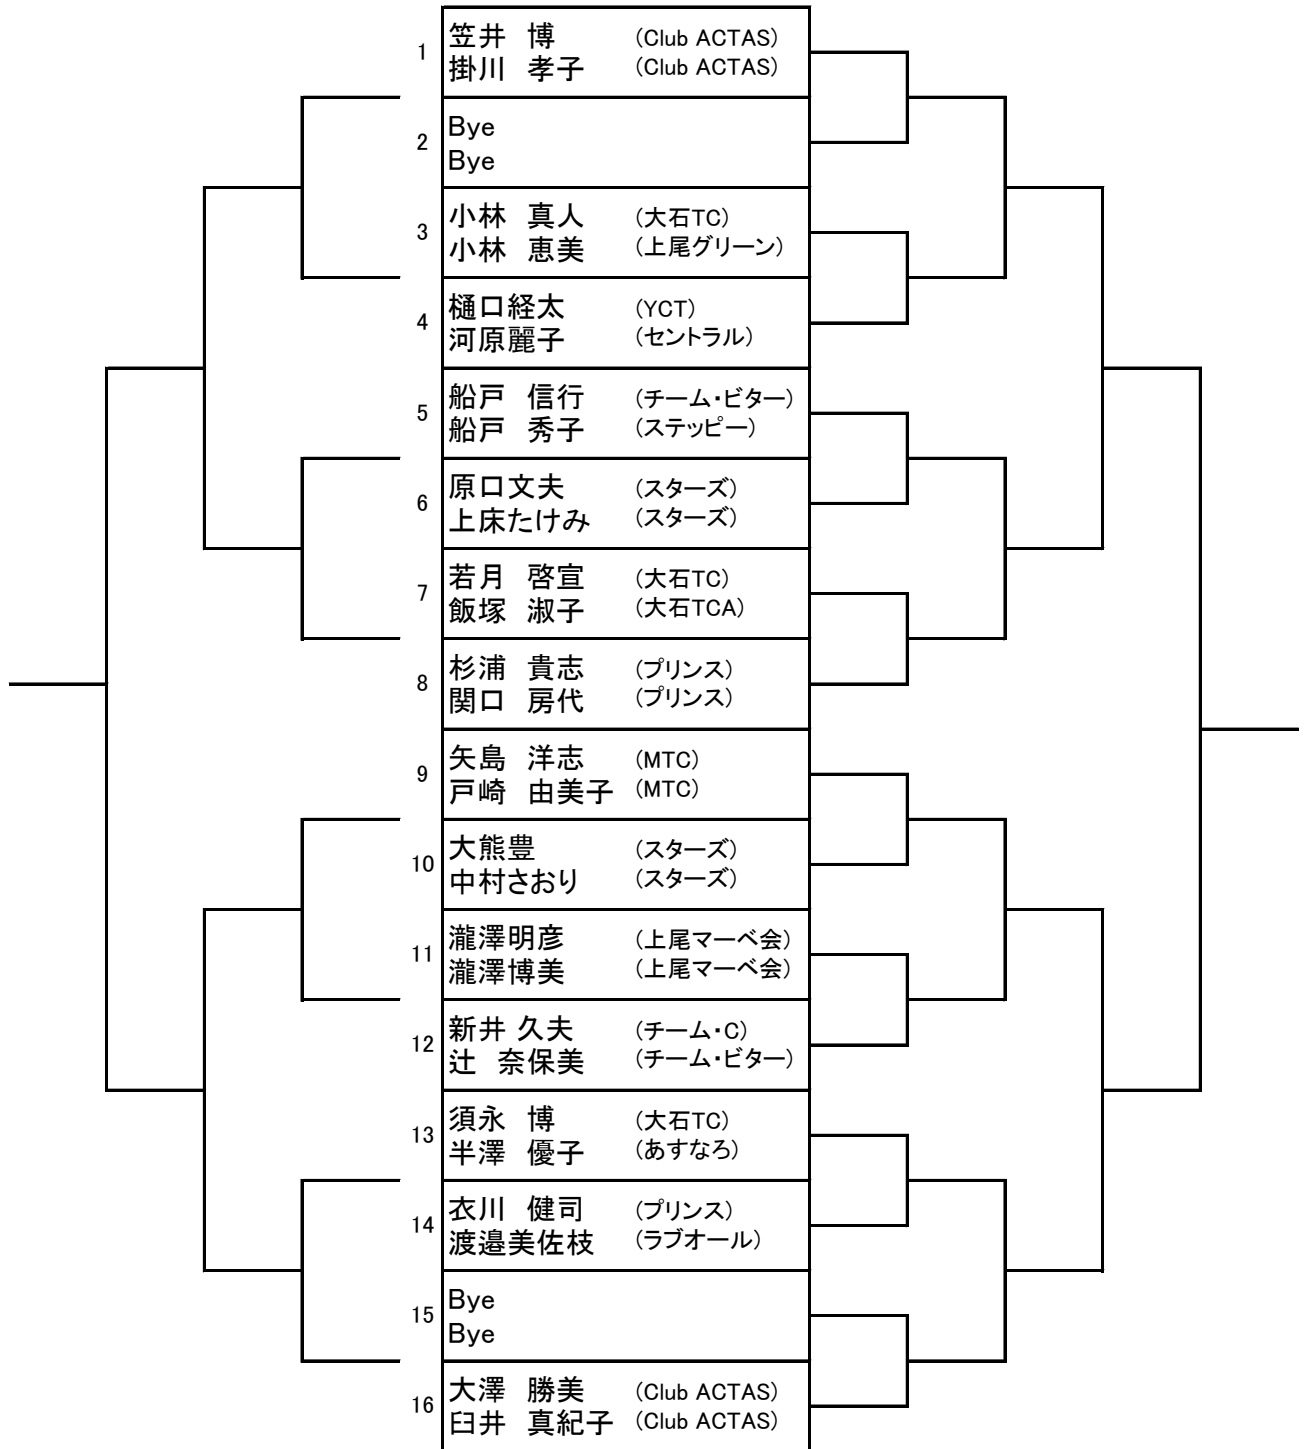 1
笠井 博 (Club ACTAS)
掛川 孝子 (Club ACTAS)
2
Bye
Bye
3
小林 真人 (大石TC)
小林 恵美 (上尾グリーン)
4
樋口経太 (YCT)
河原麗子 (セントラル)
5
船戸 信行 (チーム・ビター)
船戸 秀子 (ステッピー)
6
原口文夫 (スターズ)
上床たけみ (スターズ)
7
若月 啓宣 (大石TC)
飯塚 淑子 (大石TCA)
8
杉浦 貴志 (プリンス)
関口 房代 (プリンス)
9
矢島 洋志 (MTC)
戸崎 由美子 (MTC)
10
大熊豊 (スターズ)
中村さおり (スターズ)
11
瀧澤明彦 (上尾マーベ会)
瀧澤博美 (上尾マーベ会)
12
新井 久夫 (チーム・C)
辻 奈保美 (チーム・ビター)
13
須永 博 (大石TC)
半澤 優子 (あすなろ)
14
衣川 健司 (プリンス)
渡邉美佐枝 (ラブオール)
15
Bye
Bye
16
大澤 勝美 (Club ACTAS)
臼井 真紀子 (Club ACTAS)